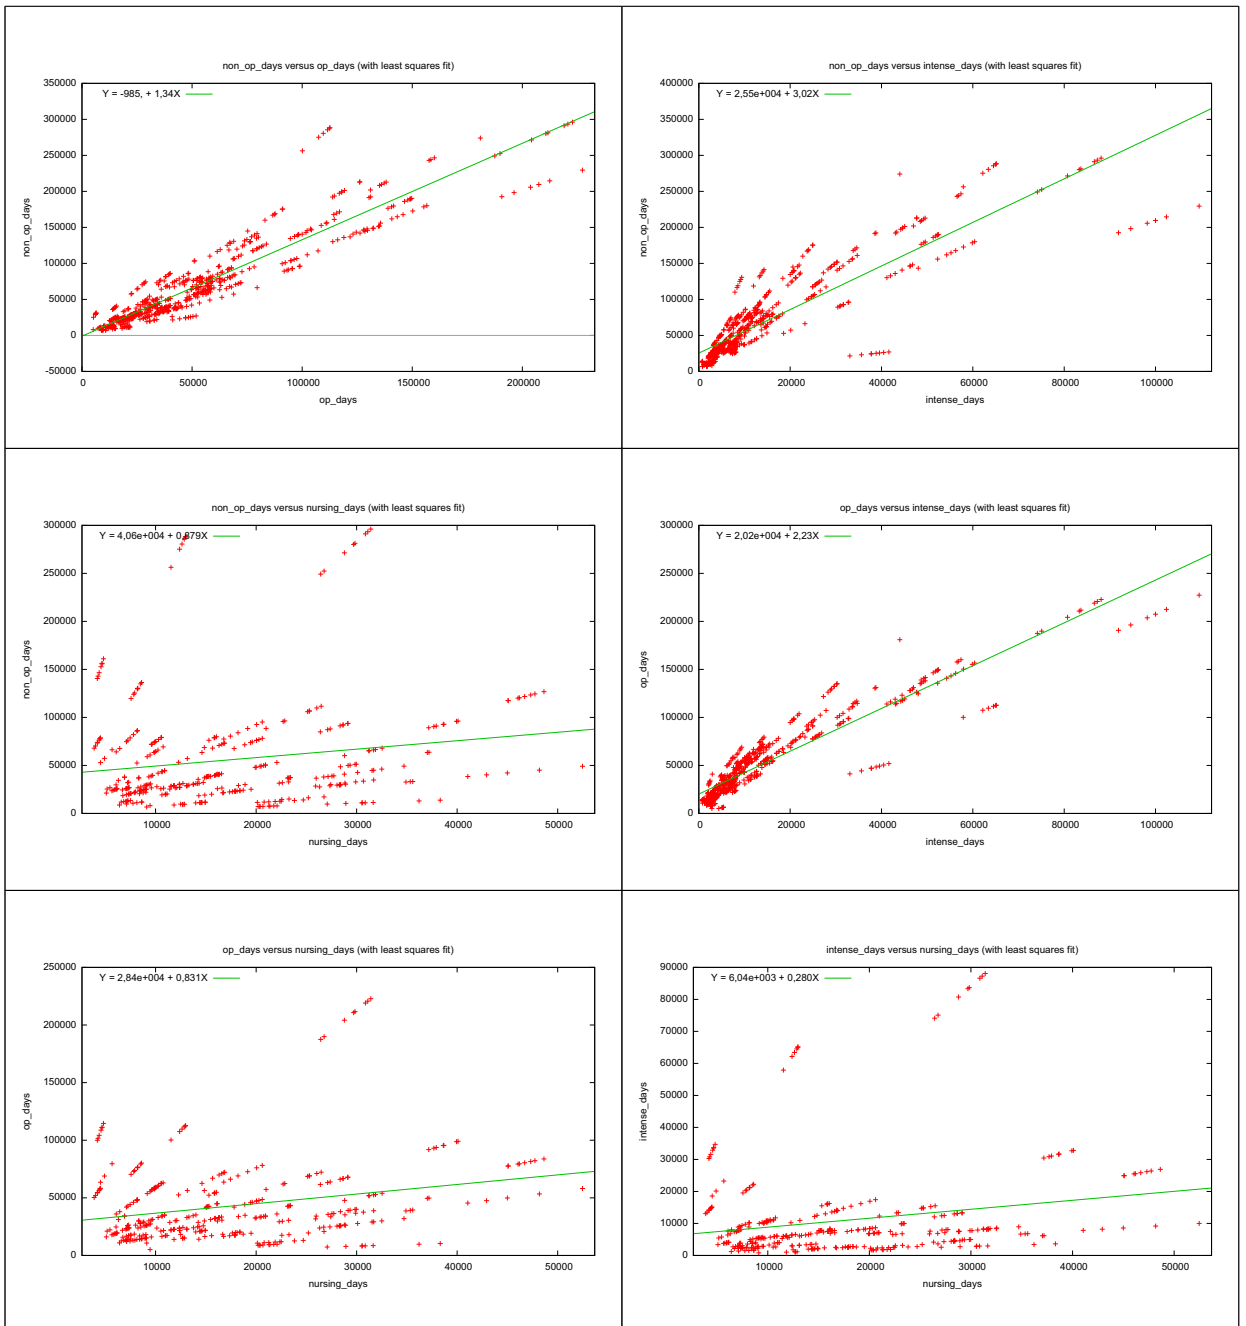 non_op_days versus op_days (with least squares fit)
Y = -985, + 1,34X
350000
300000
250000
200000
150000
100000
50000
0
-50000
non_op_days
0 50000 100000 150000 200000
op_days
non_op_days versus intense_days (with least squares fit)
Y = 2,55e+004 + 3,02X
400000
350000
300000
250000
200000
150000
100000
50000
0
non_op_days
0 20000 40000 60000 80000 100000
intense_days
non_op_days versus nursing_days (with least squares fit)
Y = 4,06e+004 + 0,879X
300000
250000
200000
150000
100000
50000
0
non_op_days
10000 20000 30000 40000 50000
nursing_days
op_days versus intense_days (with least squares fit)
Y = 2,02e+004 + 2,23X
300000
250000
200000
150000
100000
50000
0
op_days
0 20000 40000 60000 80000 100000
intense_days
op_days versus nursing_days (with least squares fit)
Y = 2,84e+004 + 0,831X
250000
200000
150000
100000
50000
0
op_days
10000 20000 30000 40000 50000
nursing_days
intense_days versus nursing_days (with least squares fit)
Y = 6,04e+003 + 0,280X
90000
80000
70000
60000
50000
40000
30000
20000
10000
0
intense_days
10000 20000 30000 40000 50000
nursing_days